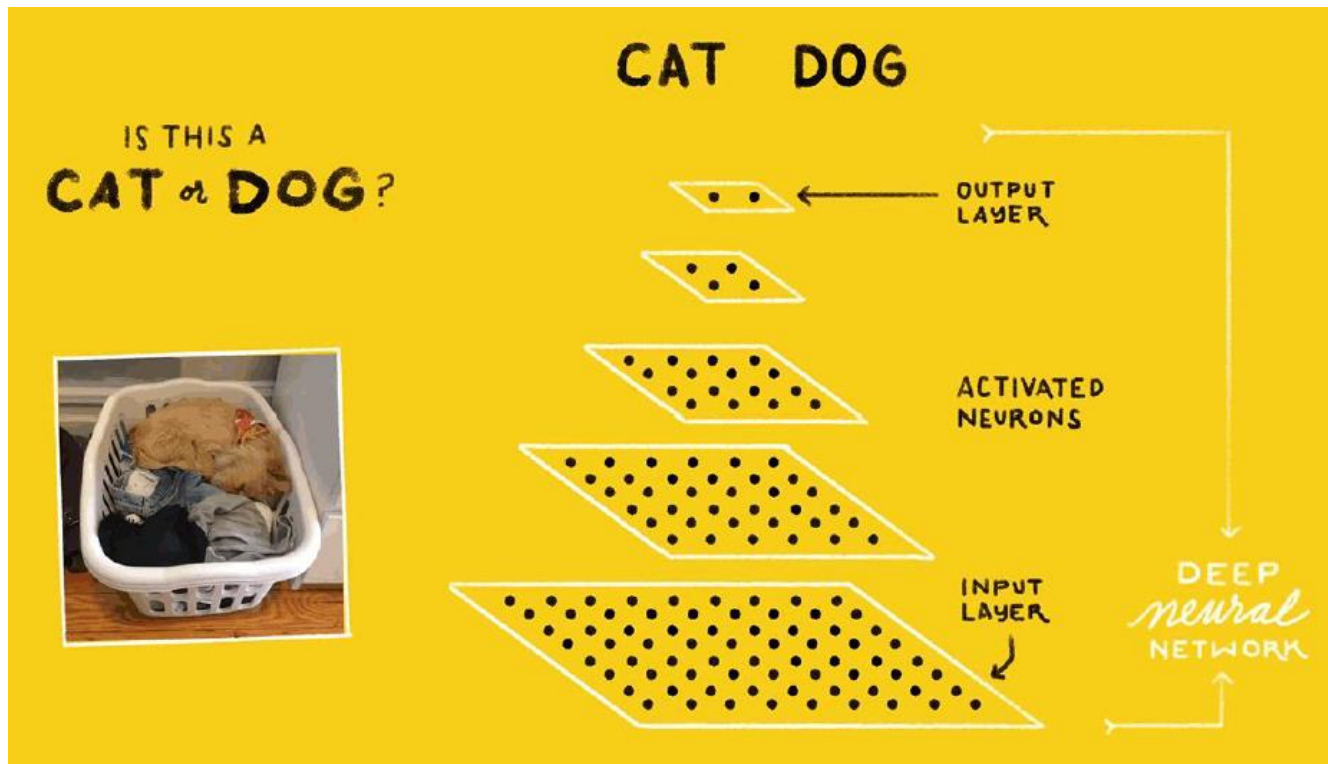 IS THIS A
CAT or DOG?
CAT DOG
OUTPUT
LAYER
ACTIVATED
NEURONS
INPUT
LAYER
DEEP
neural
NETWORK